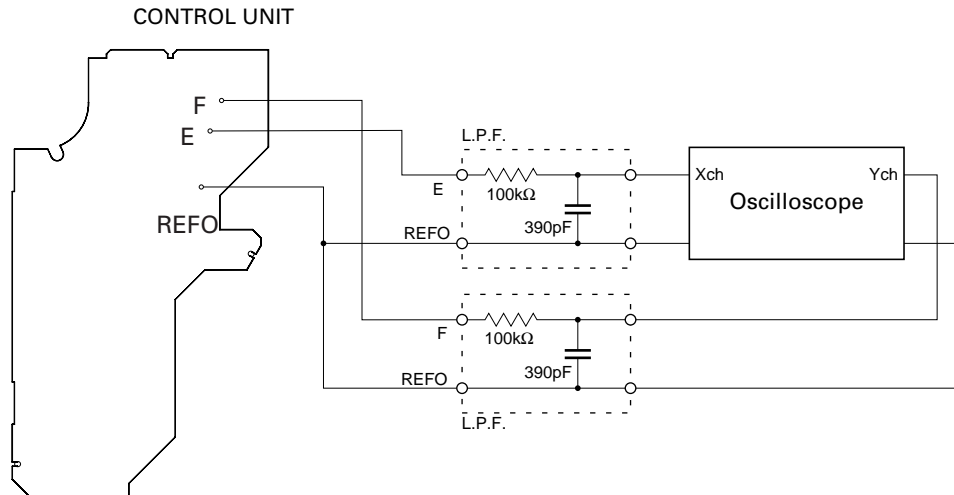 CONTROL UNIT
F
E
REFO
L.P.F.
E
100kΩ
390pF
REFO
Xch
Ych
Oscilloscope
F
100kΩ
390pF
REFO
L.P.F.